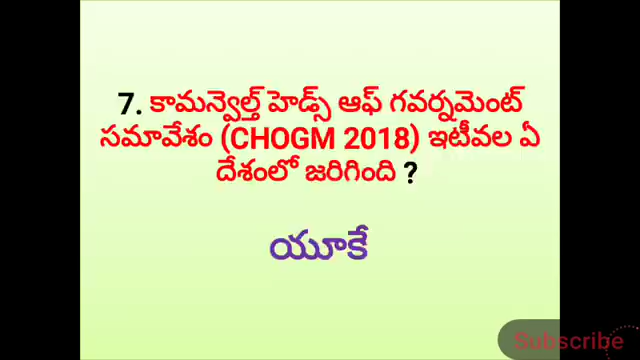 7. కామన్వెల్త్ హెడ్స్ ఆఫ్ గవర్నమెంట్
సమావేశం (CHOGM 2018) ఇటీవల ఏ
దేశంలో జరిగింది ?
యూకే
Subscribe